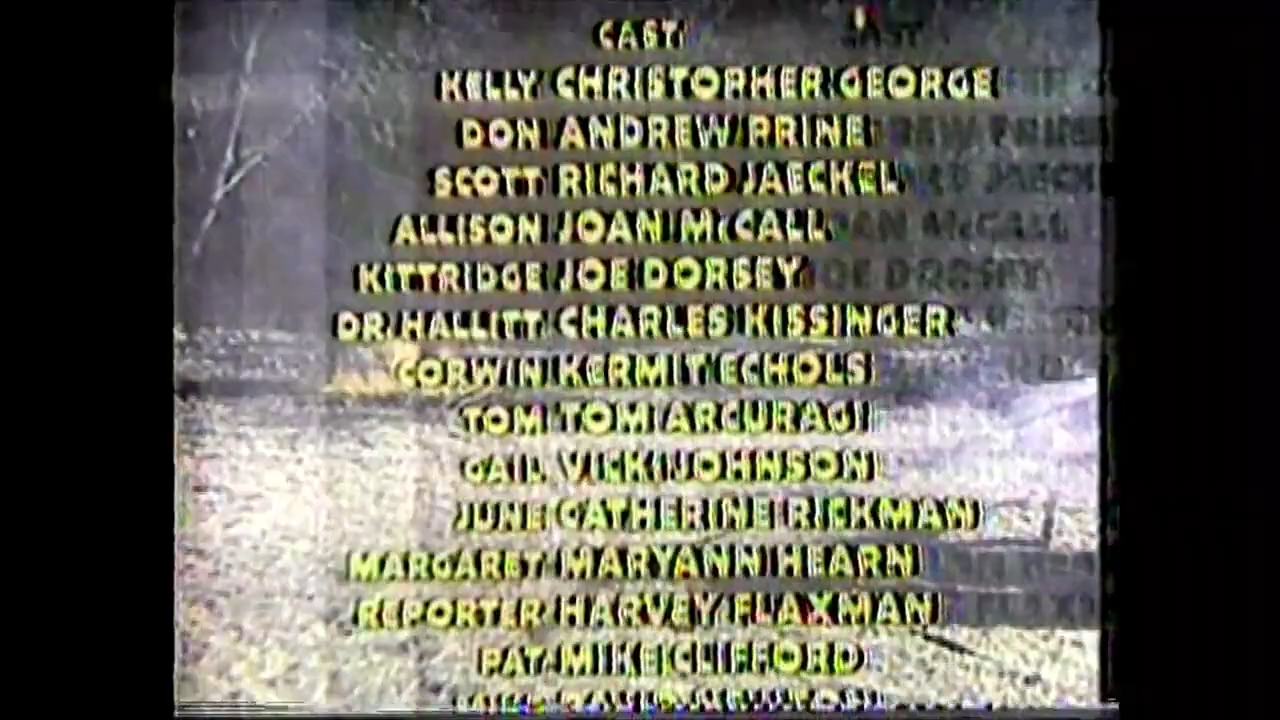 CAST
KELLY CHRISTOPHER GEORGE
DON ANDREW PRINE
SCOTT RICHARD JAECKEL
ALLISON JOAN McCALL
KITTRIDGE JOE DORSEY
DR. HALLITT CHARLES KISSINGER
CORWIN KERMIT ECHOLS
TOM TOM ARCURAGI
GAIL VICKI JOHNSON
JUNE CATHERINE RICKMAN
MARGARET MARYANN HEARN
REPORTER HARVEY FLAXMAN
PAT MIKE CLIFFORD